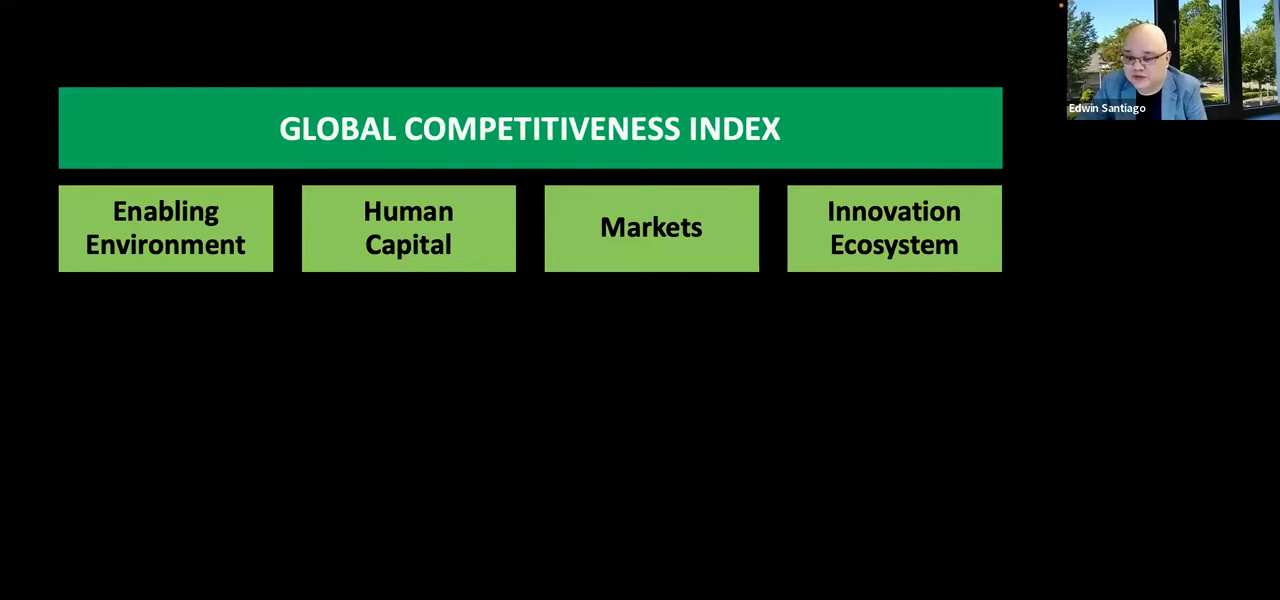 GLOBAL COMPETITIVENESS INDEX
Enabling
Environment
Human
Capital
Markets
Innovation
Ecosystem
Edwin Santiago